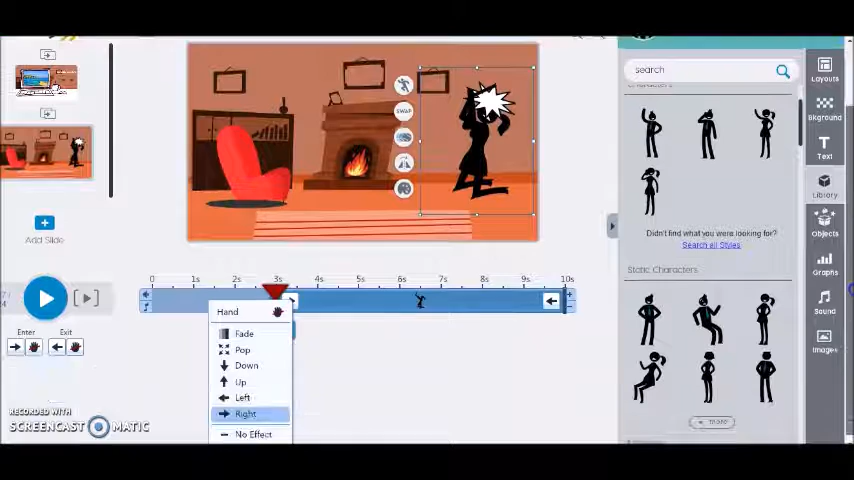 search
Layouts
Bkground
Text
Library
Objects
Graphs
Sound
Images
SWAP
Didn't find what you were looking for?
Search all Styles
Static Characters
more
Add Slide
0 1s 2s 3s 4s 5s 6s 7s 8s 9s 10s
Enter Exit
Hand
Fade
Pop
Down
Up
Left
Right
No Effect
RECORDED WITH
SCREENCAST MATIC